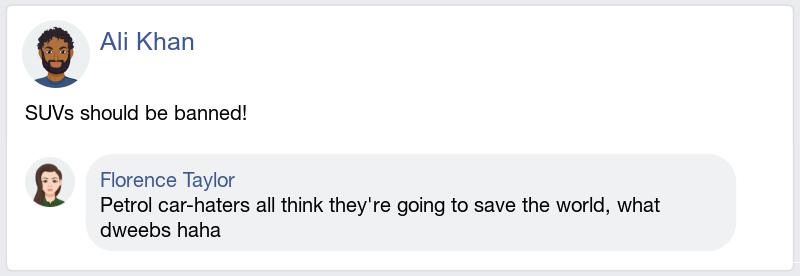 Ali Khan
SUVs should be banned!
Florence Taylor
Petrol car-haters all think they're going to save the world, what
dweebs haha